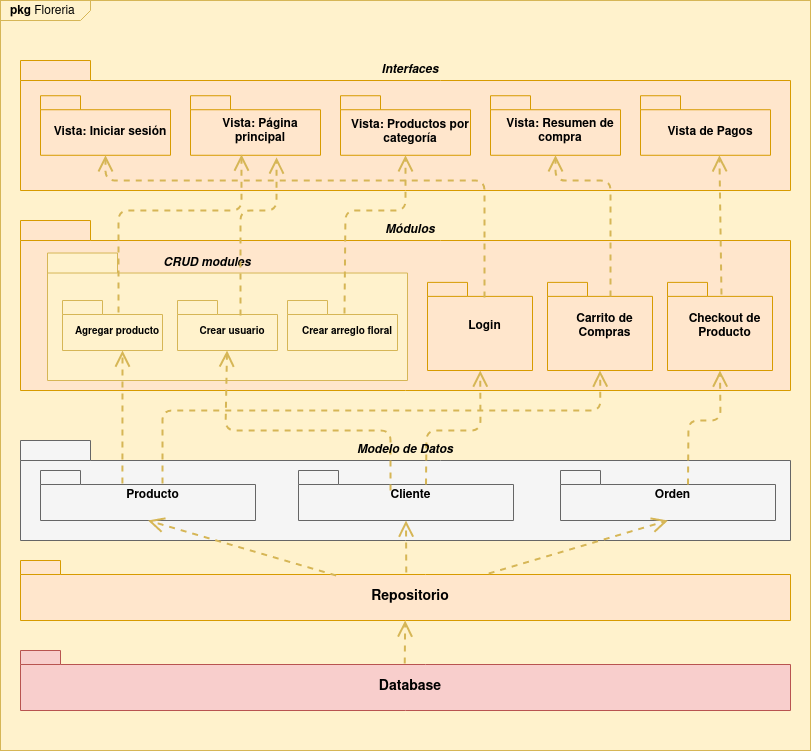 pkg Floreria
Interfaces
Vista: Iniciar sesión
Vista: Página
principal
Vista: Productos por
categoría
Vista: Resumen de
compra
Vista de Pagos
Módulos
CRUD modules
Agregar producto
Crear usuario
Crear arreglo floral
Login
Carrito de
Compras
Checkout de
Producto
Modelo de Datos
Producto
Cliente
Orden
Repositorio
Database